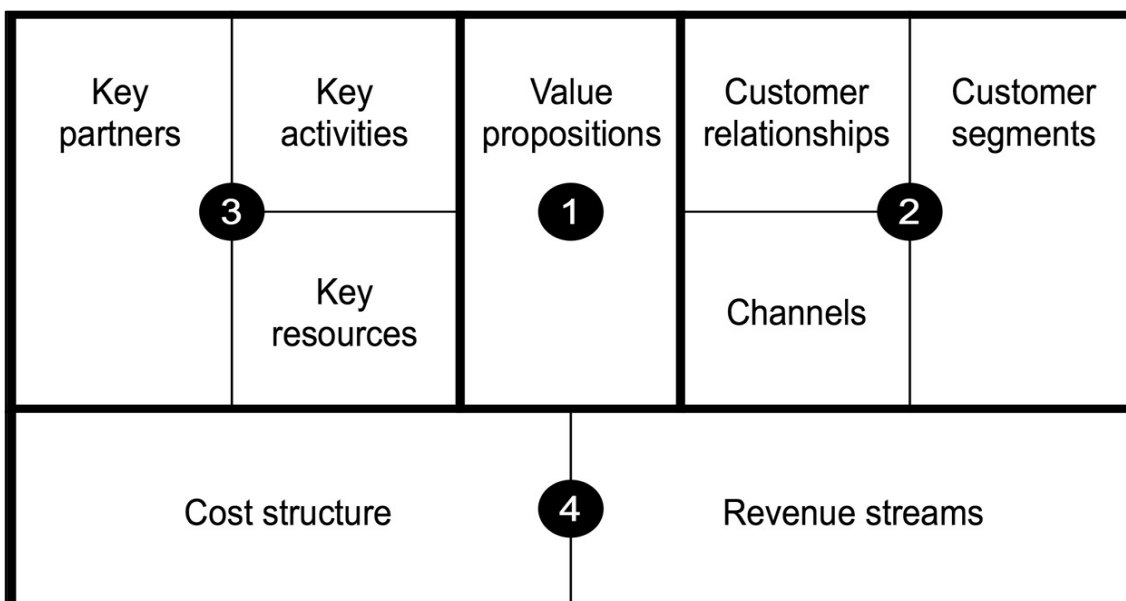 Key
partners
Key
activities
Key
resources
3
Value
propositions
1
Customer
relationships
Channels
Customer
segments
2
Cost structure
4
Revenue streams